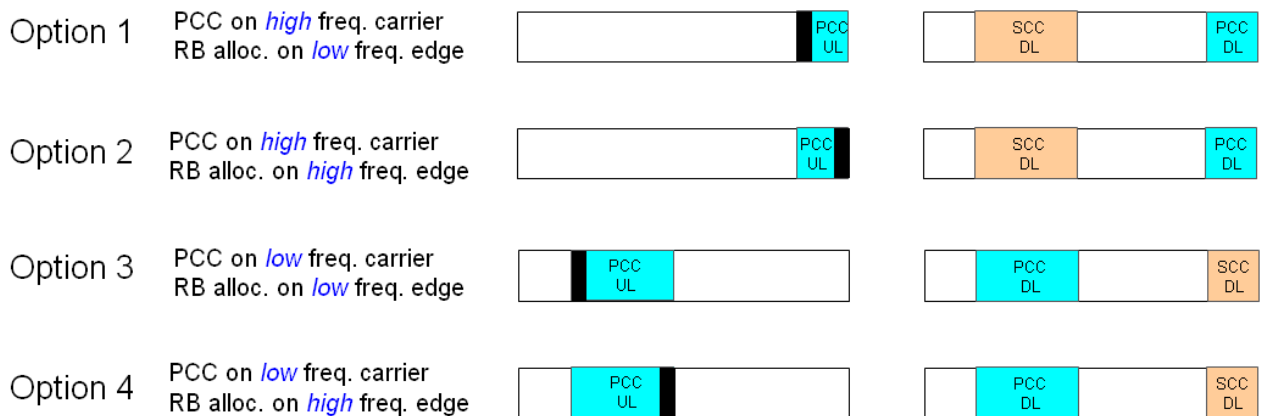 Option 1
PCC on high freq. carrier
RB alloc. on low freq. edge
PCC
UL
SCC
DL
PCC
DL
Option 2
PCC on high freq. carrier
RB alloc. on high freq. edge
PCC
UL
SCC
DL
PCC
DL
Option 3
PCC on low freq. carrier
RB alloc. on low freq. edge
PCC
UL
PCC
DL
SCC
DL
Option 4
PCC on low freq. carrier
RB alloc. on high freq. edge
PCC
UL
PCC
DL
SCC
DL